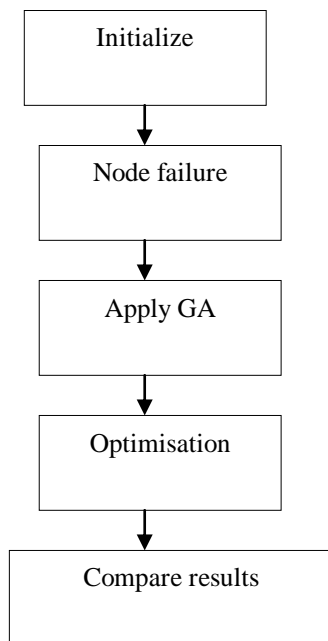 Initialize
Node failure
Apply GA
Optimisation
Compare results